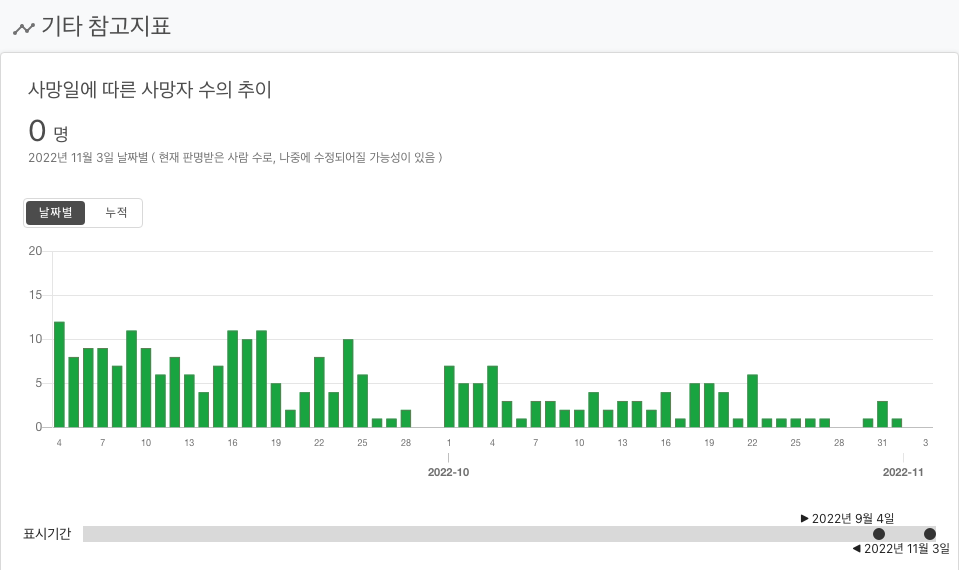 기타 참고지표
사망일에 따른 사망자 수의 추이
0 명
2022년 11월 3일 날짜별 ( 현재 판명받은 사람 수로, 나중에 수정되어질 가능성이 있음 )
날짜별 누적
20
15
10
5
0
4 7 10 13 16 19 22 25 28 1 4 7 10 13 16 19 22 25 28 31 3
2022-10 2022-11
▶ 2022년 9월 4일
표시기간
◀ 2022년 11월 3일